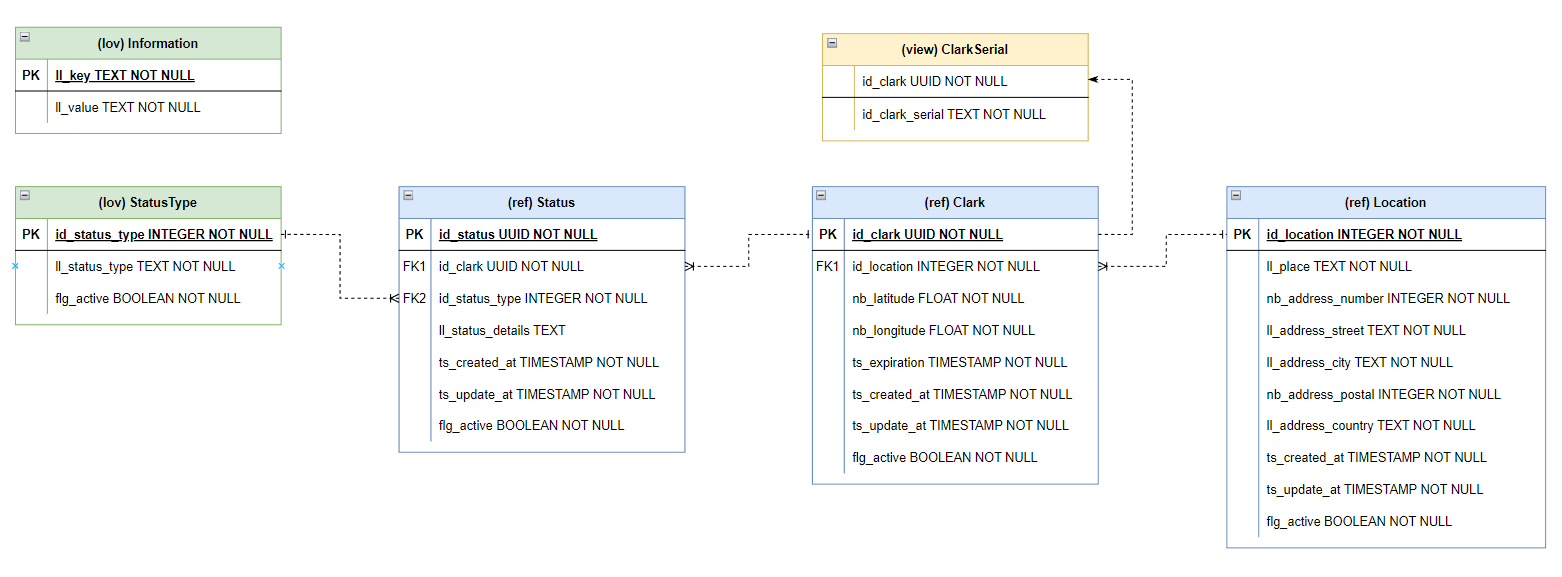 (lov) Information
PK ll_key TEXT NOT NULL
ll_value TEXT NOT NULL
(view) ClarkSerial
id_clark UUID NOT NULL
id_clark_serial TEXT NOT NULL
(lov) StatusType
PK id_status_type INTEGER NOT NULL
ll_status_type TEXT NOT NULL
flg_active BOOLEAN NOT NULL
(ref) Status
PK id_status UUID NOT NULL
FK1 id_clark UUID NOT NULL
FK2 id_status_type INTEGER NOT NULL
ll_status_details TEXT
ts_created_at TIMESTAMP NOT NULL
ts_update_at TIMESTAMP NOT NULL
flg_active BOOLEAN NOT NULL
(ref) Clark
PK id_clark UUID NOT NULL
FK1 id_location INTEGER NOT NULL
nb_latitude FLOAT NOT NULL
nb_longitude FLOAT NOT NULL
ts_expiration TIMESTAMP NOT NULL
ts_created_at TIMESTAMP NOT NULL
ts_update_at TIMESTAMP NOT NULL
flg_active BOOLEAN NOT NULL
(ref) Location
PK id_location INTEGER NOT NULL
ll_place TEXT NOT NULL
nb_address_number INTEGER NOT NULL
ll_address_street TEXT NOT NULL
ll_address_city TEXT NOT NULL
nb_address_postal INTEGER NOT NULL
ll_address_country TEXT NOT NULL
ts_created_at TIMESTAMP NOT NULL
ts_update_at TIMESTAMP NOT NULL
flg_active BOOLEAN NOT NULL